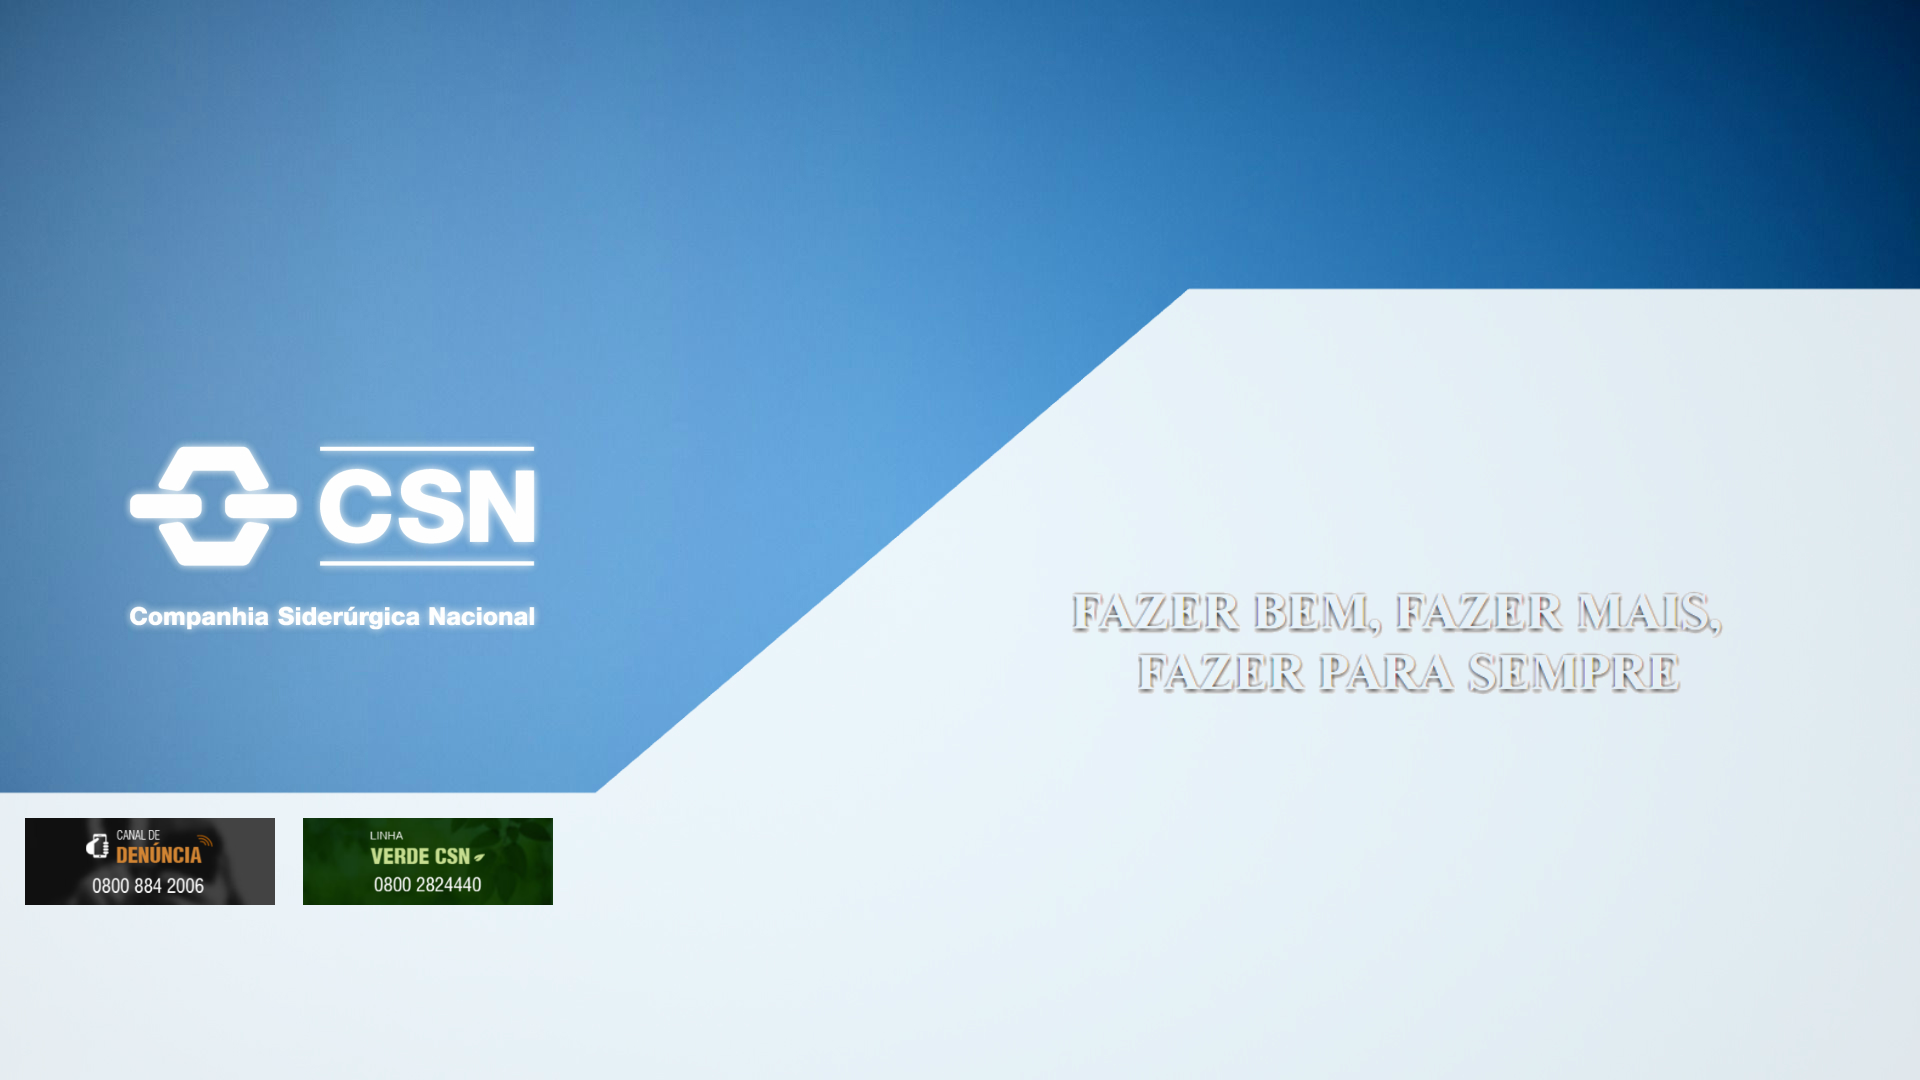 CSN
Companhia Siderúrgica Nacional
FAZER BEM, FAZER MAIS,
FAZER PARA SEMPRE
CANAL DE
DENÚNCIA
0800 884 2006
LINHA
VERDE CSN
0800 2824440